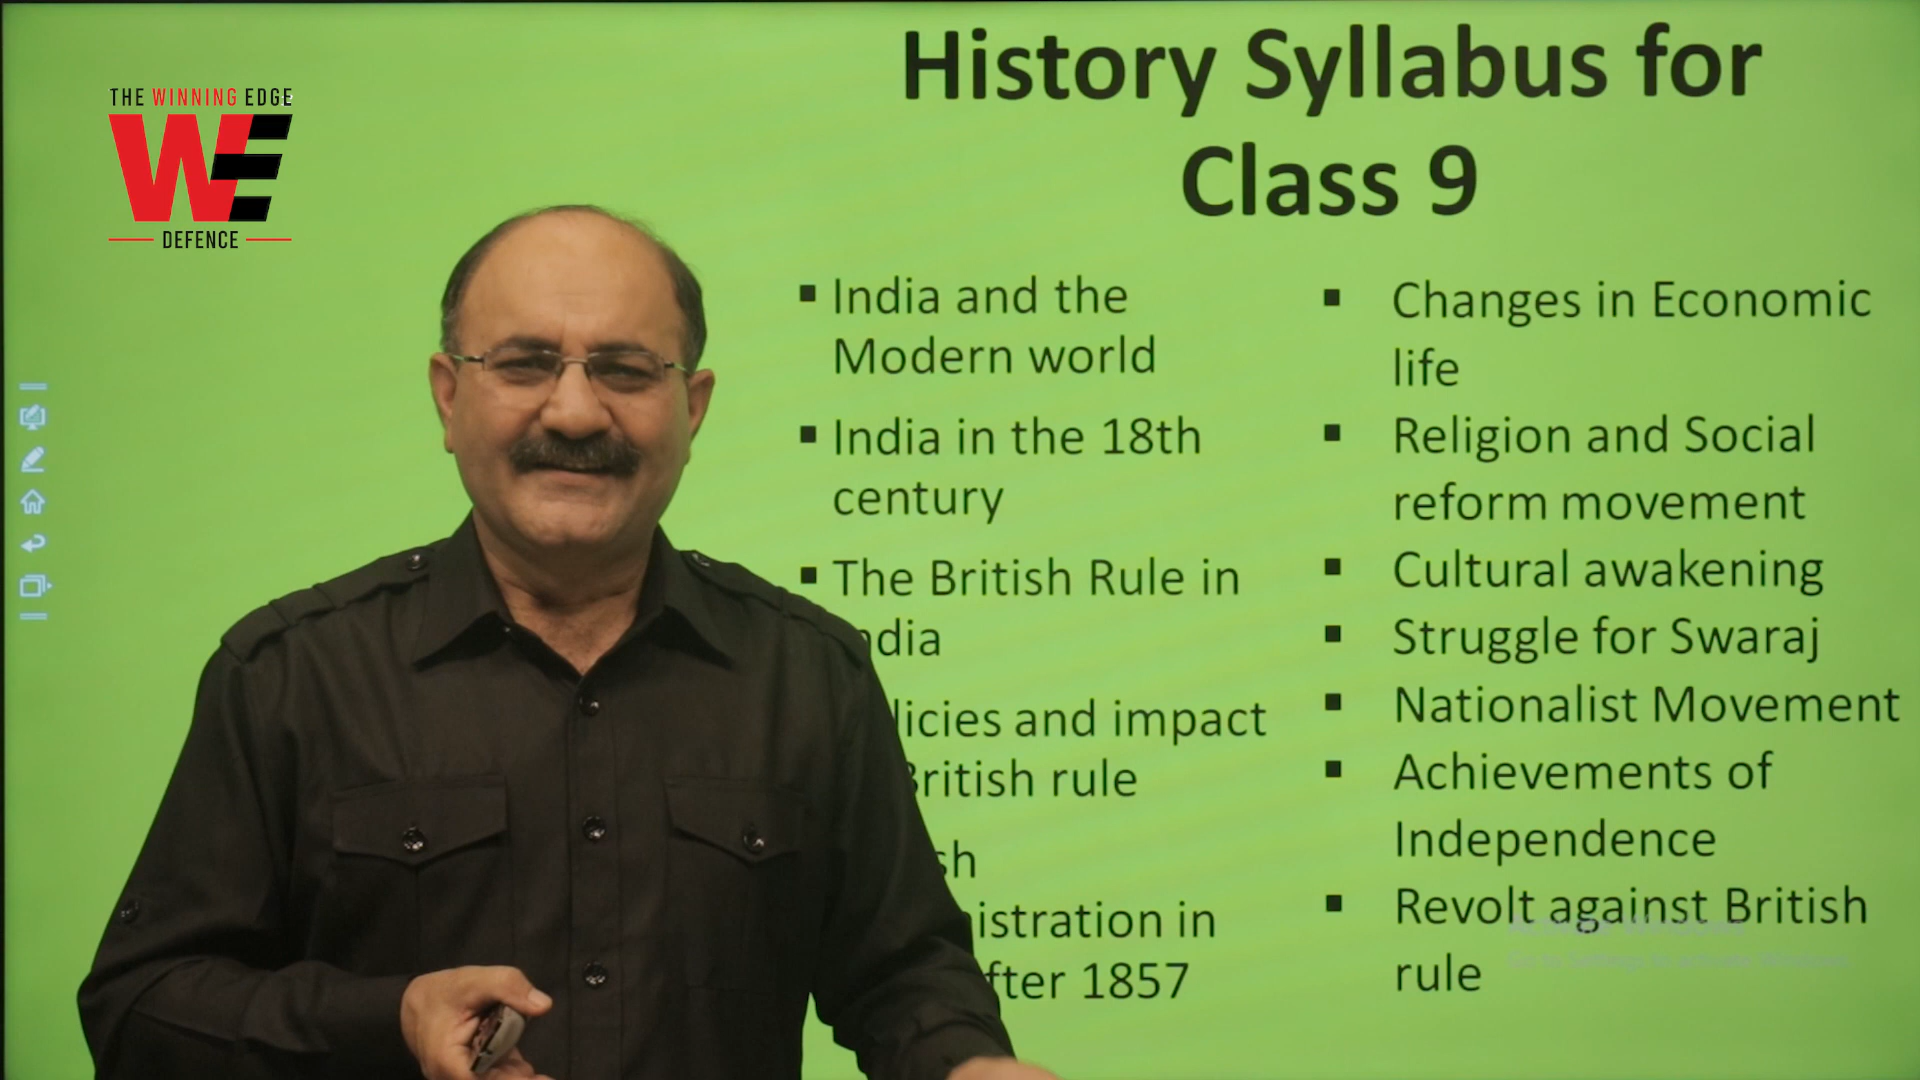 THE WINNING EDGE
WE
DEFENCE
History Syllabus for
Class 9
India and the
Modern world
India in the 18th
century
The British Rule in
ndia
licies and impact
British rule
sh
istration in
fter 1857
Changes in Economic
life
Religion and Social
reform movement
Cultural awakening
Struggle for Swaraj
Nationalist Movement
Achievements of
Independence
Revolt against British
rule